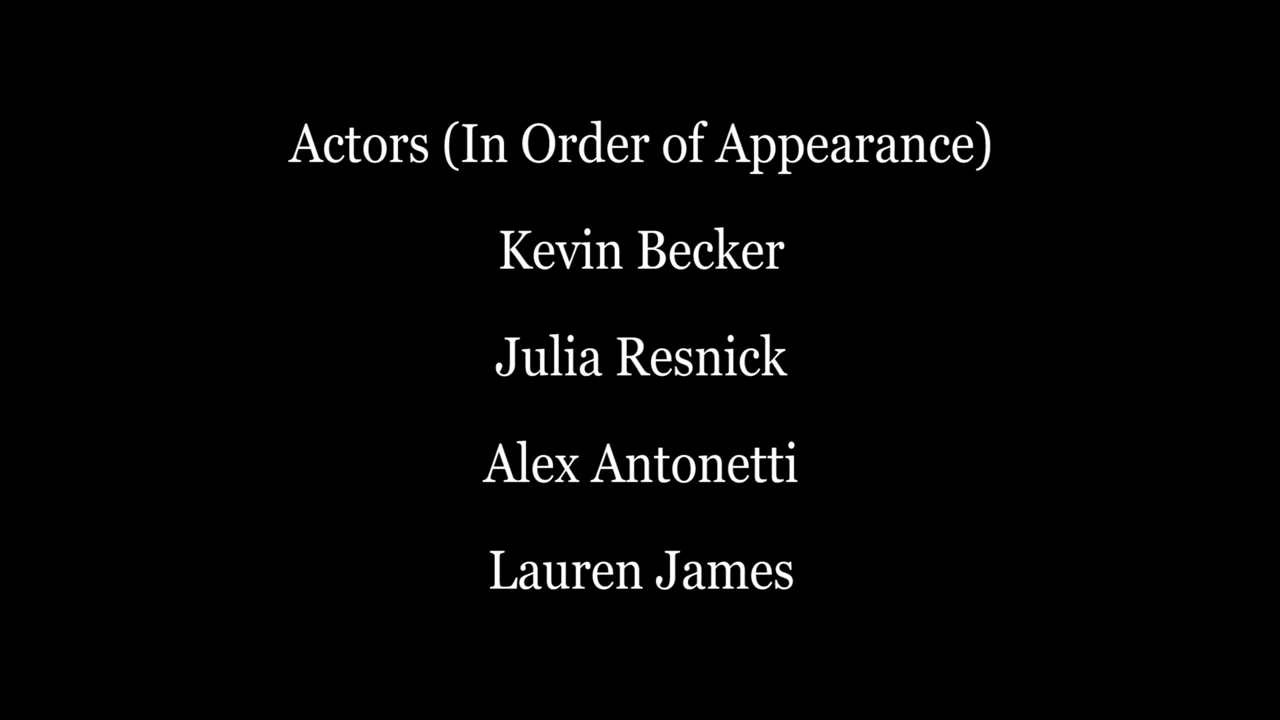 Actors (In Order of Appearance)
Kevin Becker
Julia Resnick
Alex Antonetti
Lauren James